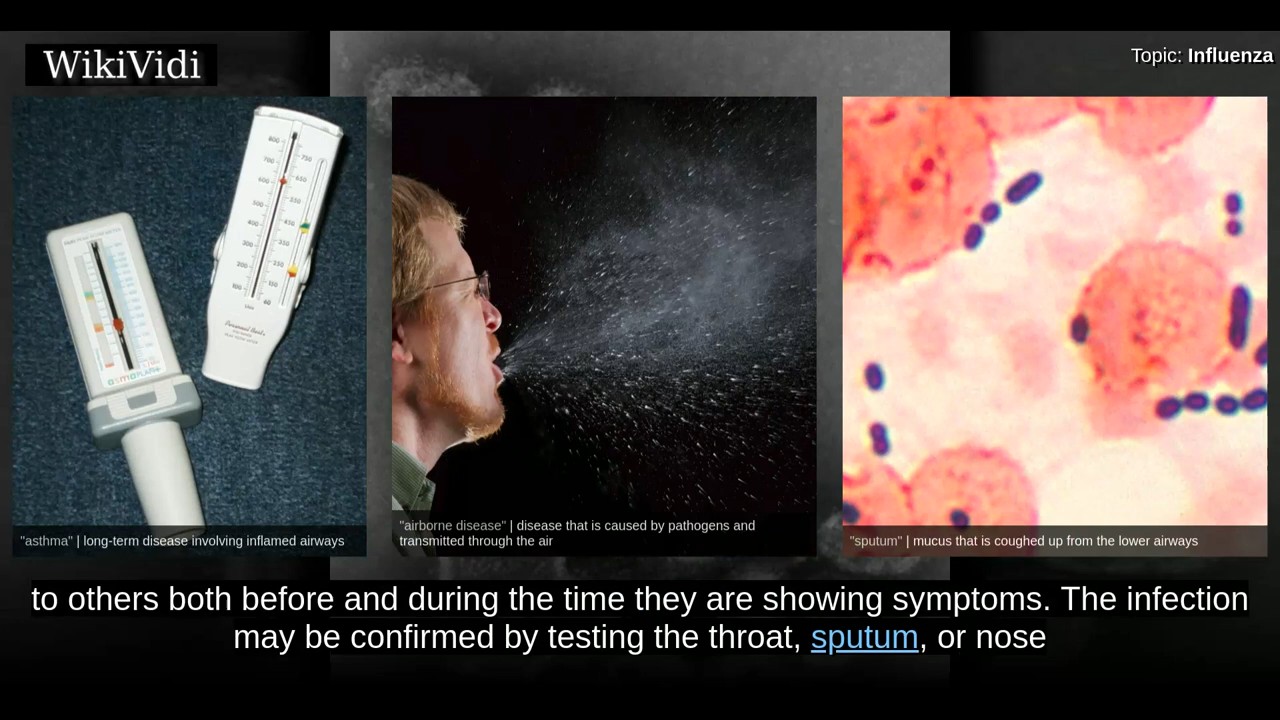 WikiVidi
Topic: Influenza
"asthma" | long-term disease involving inflamed airways
"airborne disease" | disease that is caused by pathogens and
transmitted through the air
"sputum" | mucus that is coughed up from the lower airways
to others both before and during the time they are showing symptoms. The infection
may be confirmed by testing the throat, sputum, or nose